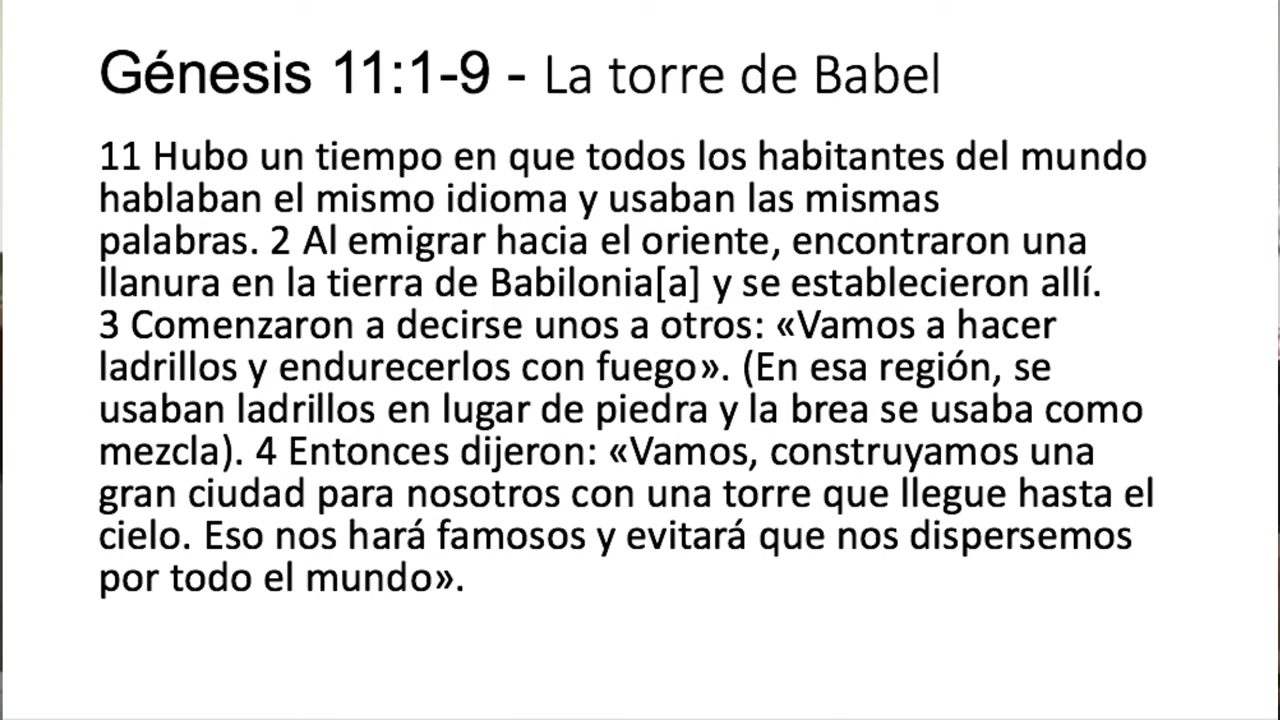 Génesis 11:1-9 - La torre de Babel
11 Hubo un tiempo en que todos los habitantes del mundo
hablaban el mismo idioma y usaban las mismas
palabras. 2 Al emigrar hacia el oriente, encontraron una
llanura en la tierra de Babilonia[a] y se establecieron allí.
3 Comenzaron a decirse unos a otros: «Vamos a hacer
ladrillos y endurecerlos con fuego». (En esa región, se
usaban ladrillos en lugar de piedra y la brea se usaba como
mezcla). 4 Entonces dijeron: «Vamos, construyamos una
gran ciudad para nosotros con una torre que llegue hasta el
cielo. Eso nos hará famosos y evitará que nos dispersemos
por todo el mundo».